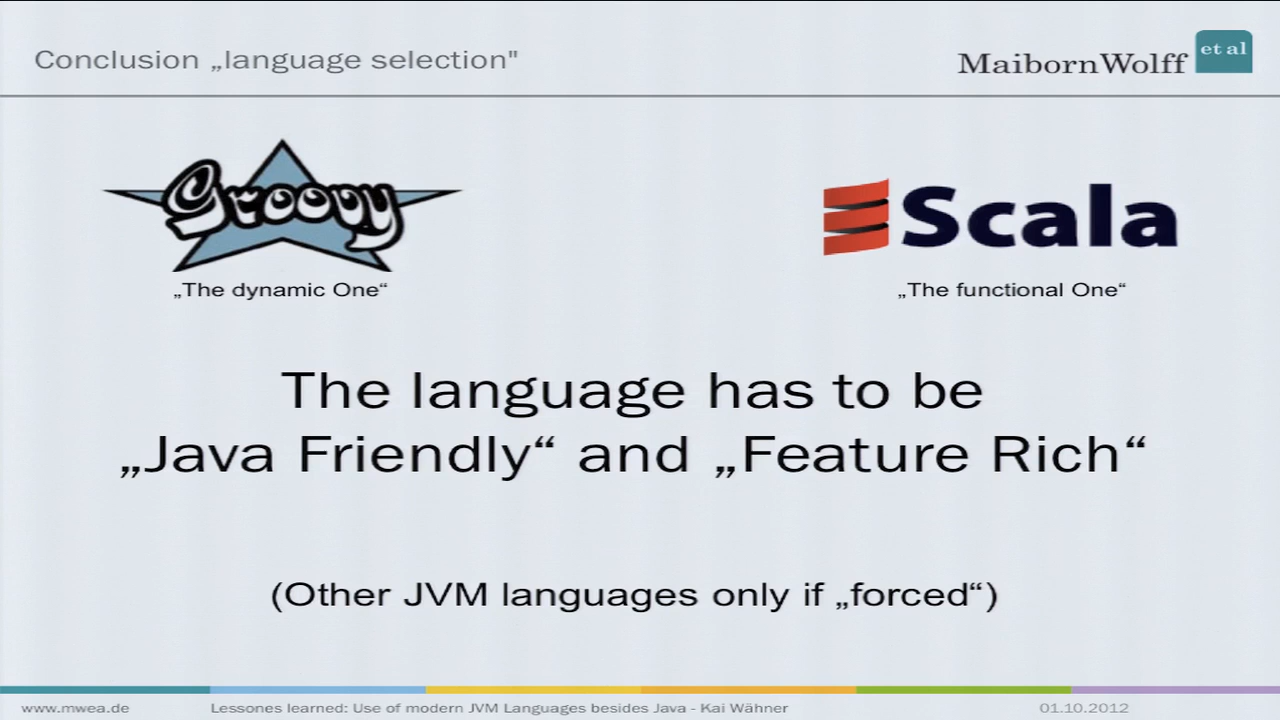 Conclusion „language selection"
MaibornWolff et al
Groovy
Scala
„The dynamic One“
„The functional One“
The language has to be
„Java Friendly“ and „Feature Rich“
(Other JVM languages only if „forced“)
www.mwea.de
Lessones learned: Use of modern JVM Languages besides Java - Kai Wähner
01.10.2012